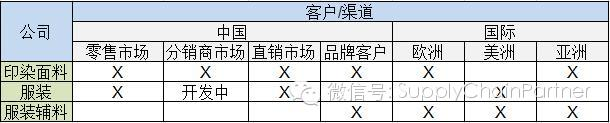 公司 客户/渠道
中国 国际
零售市场 分销商市场 直销市场 品牌客户 欧洲 美洲 亚洲
印染面料 X X X X X X
服装 X 开发中 X X
服装辅料 X X X X
微信号: SupplyChainPartner